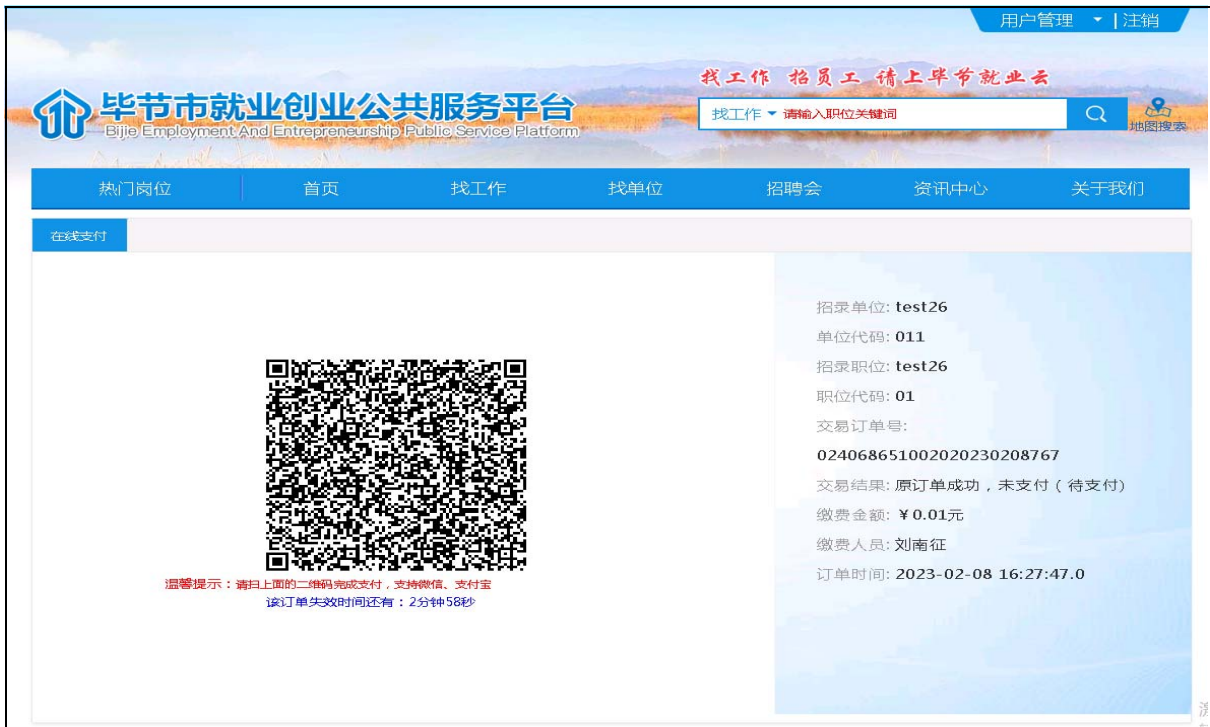 用户管理 | 注销
找工作 招员工 请上毕节就业云
毕节市就业创业公共服务平台
Bijie Employment And Entrepreneurship Public Service Platform
找工作 请输入职位关键词
地图搜索
热门岗位 首页 找工作 找单位 招聘会 资讯中心 关于我们
在线支付
招录单位: test26
单位代码: 011
招录职位: test26
职位代码: 01
交易订单号:
024068651002020230208767
交易结果: 原订单成功，未支付（待支付）
缴费金额: ¥0.01元
缴费人员: 刘南征
订单时间: 2023-02-08 16:27:47.0
温馨提示：请扫上面的二维码完成支付，支持微信、支付宝
该订单失效时间还有：2分钟58秒